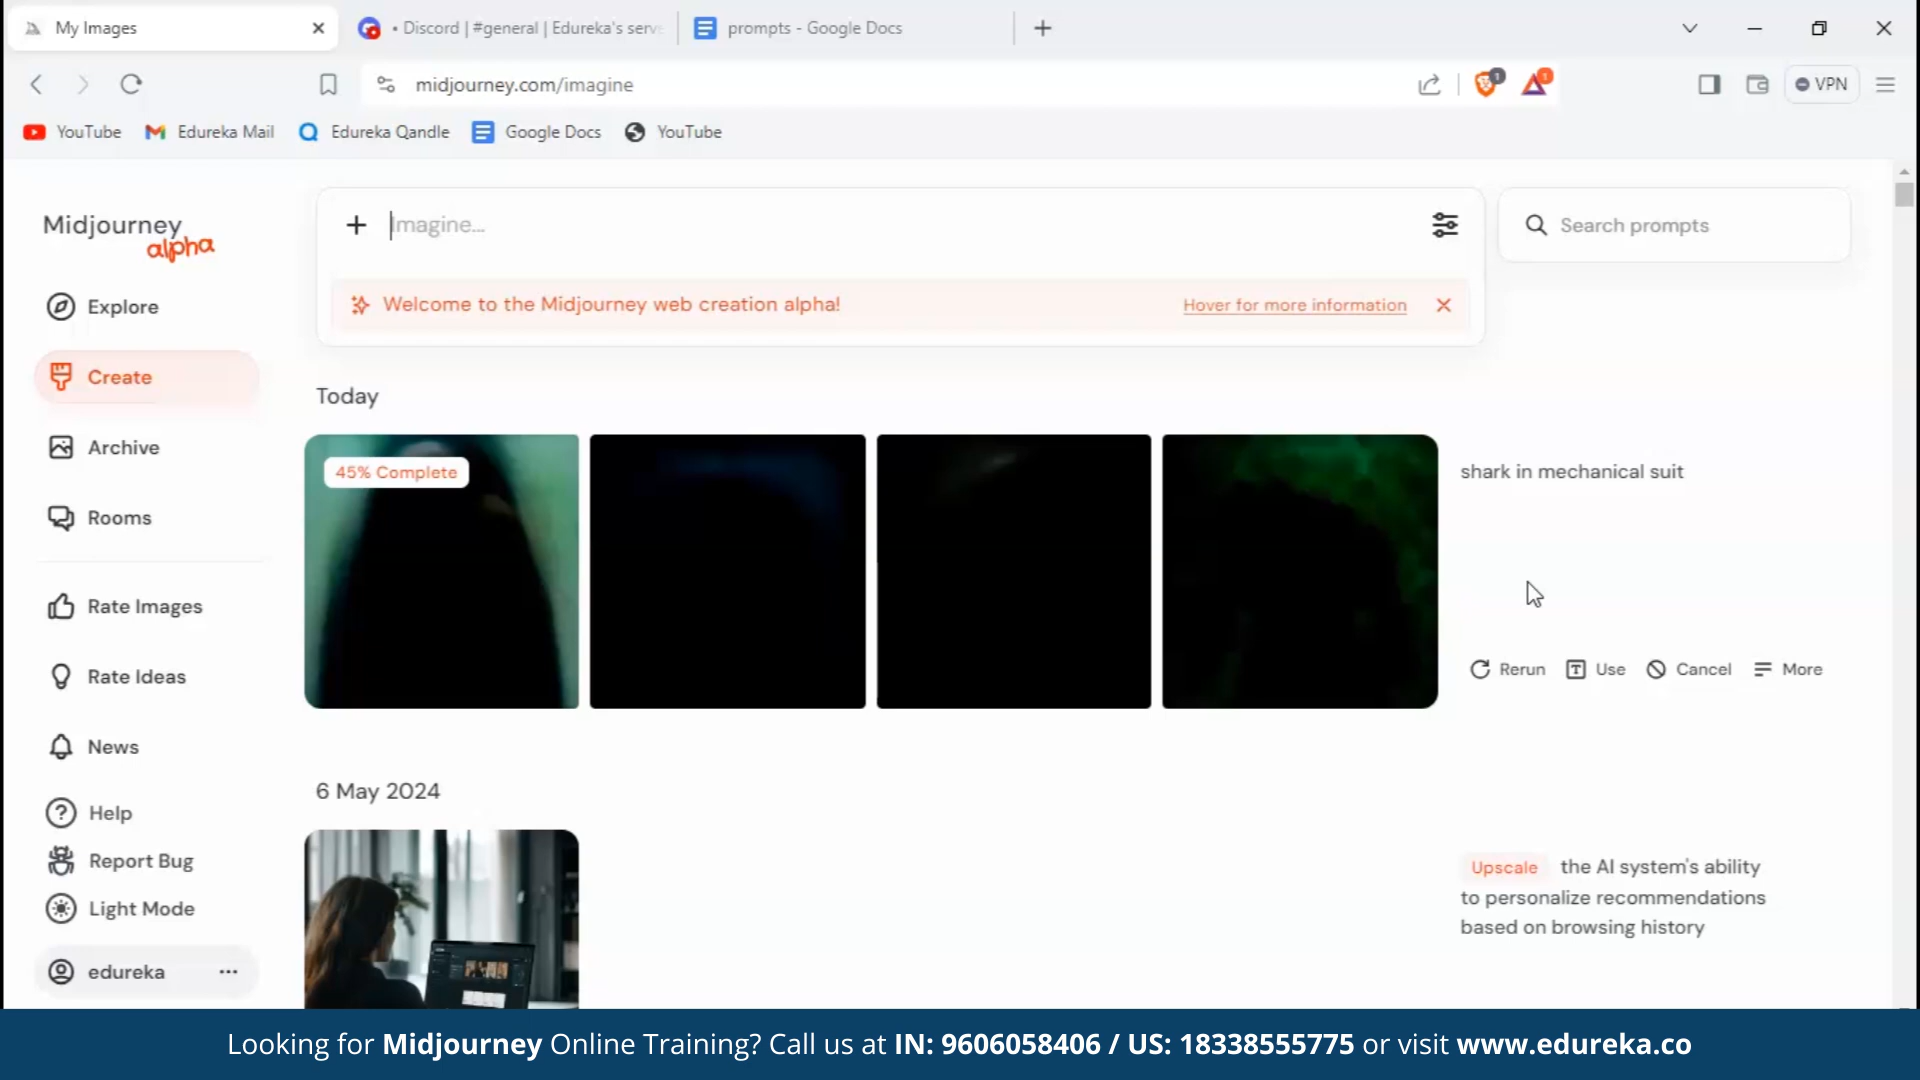 My Images
• Discord | #general | Edureka's serve
prompts - Google Docs
midjourney.com/imagine
1
1
VPN
YouTube
Edureka Mail
Edureka Qandle
Google Docs
YouTube
Midjourney
alpha
Imagine...
Search prompts
Welcome to the Midjourney web creation alpha!
Hover for more information
Explore
Create
Archive
Rooms
Rate Images
Rate Ideas
News
Help
Report Bug
Light Mode
edureka
Today
45% Complete
shark in mechanical suit
Rerun
Use
Cancel
More
6 May 2024
Upscale the AI system's ability
to personalize recommendations
based on browsing history
Looking for Midjourney Online Training? Call us at IN: 9606058406 / US: 18338555775 or visit www.edureka.co